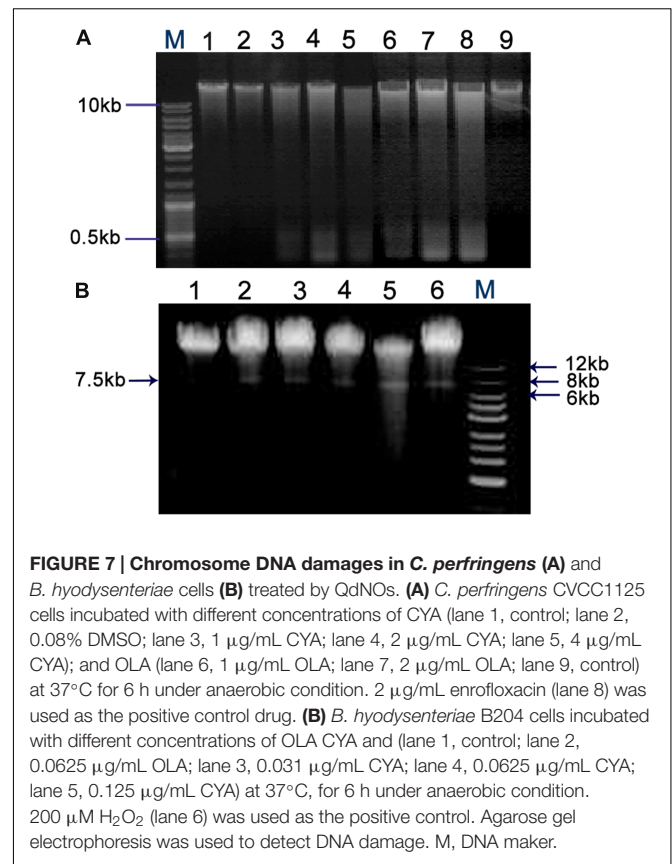 A M 1 2 3 4 5 6 7 8 9
10kb
0.5kb
B 1 2 3 4 5 6 M
7.5kb
12kb
8kb
6kb
FIGURE 7 | Chromosome DNA damages in C. perfringens (A) and
B. hyodysenteriae cells (B) treated by QdNOs. (A) C. perfringens CVCC1125
cells incubated with different concentrations of CYA (lane 1, control; lane 2,
0.08% DMSO; lane 3, 1 μg/mL CYA; lane 4, 2 μg/mL CYA; lane 5, 4 μg/mL
CYA); and OLA (lane 6, 1 μg/mL OLA; lane 7, 2 μg/mL OLA; lane 9, control)
at 37°C for 6 h under anaerobic condition. 2 μg/mL enrofloxacin (lane 8) was
used as the positive control drug. (B) B. hyodysenteriae B204 cells incubated
with different concentrations of OLA CYA and (lane 1, control; lane 2,
0.0625 μg/mL OLA; lane 3, 0.031 μg/mL CYA; lane 4, 0.0625 μg/mL CYA;
lane 5, 0.125 μg/mL CYA) at 37°C, for 6 h under anaerobic condition.
200 μM H₂O₂ (lane 6) was used as the positive control. Agarose gel
electrophoresis was used to detect DNA damage. M, DNA maker.